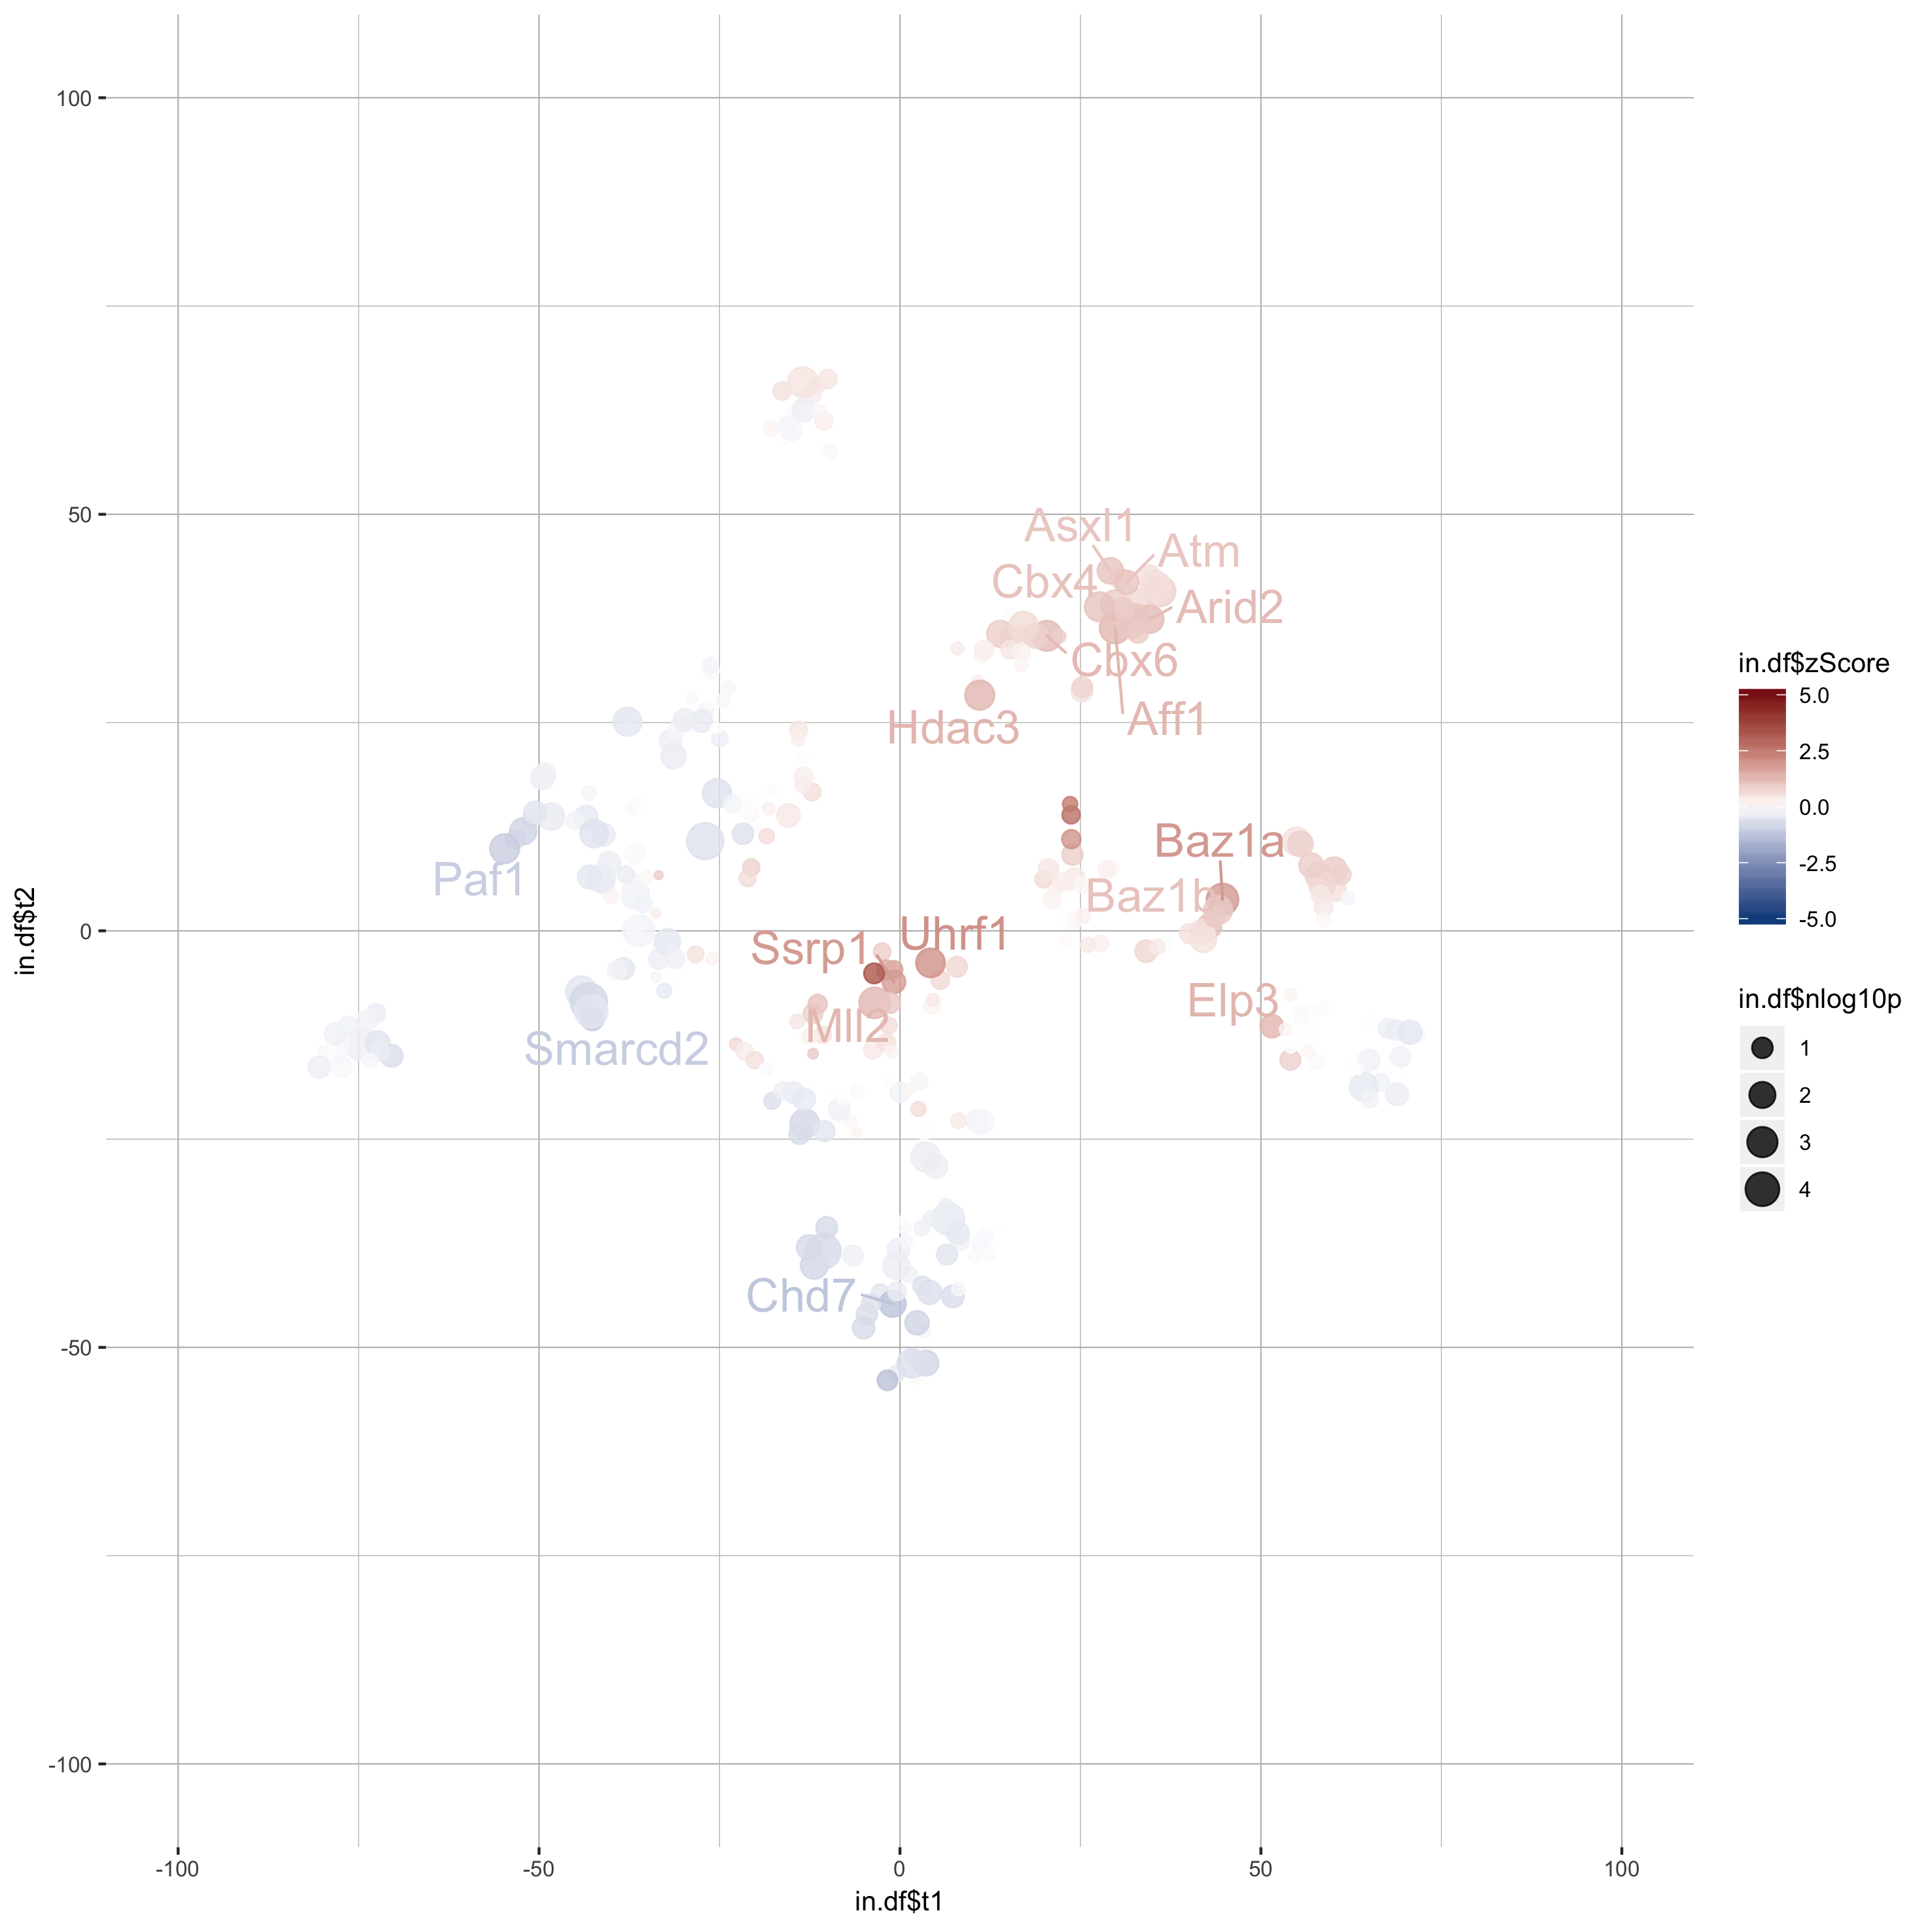 100
50
0
-50
-100
in.df$t2
Asxl1
Atm
Cbx4
Arid2
Cbx6
Aff1
Hdac3
Baz1a
Paf1
Baz1b
Uhrf1
Ssrp1
Elp3
Mll2
Smarcd2
Chd7
-100
-50
0
50
100
in.df$t1
in.df$zScore
5.0
2.5
0.0
-2.5
-5.0
in.df$nlog10p
1
2
3
4